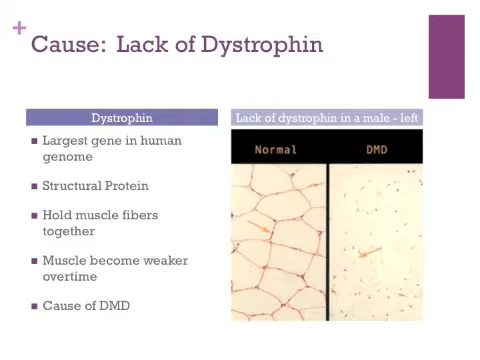 +
Cause: Lack of Dystrophin
Dystrophin
Largest gene in human
genome
Structural Protein
Hold muscle fibers
together
Muscle become weaker
overtime
Cause of DMD
Lack of dystrophin in a male - left
Normal DMD